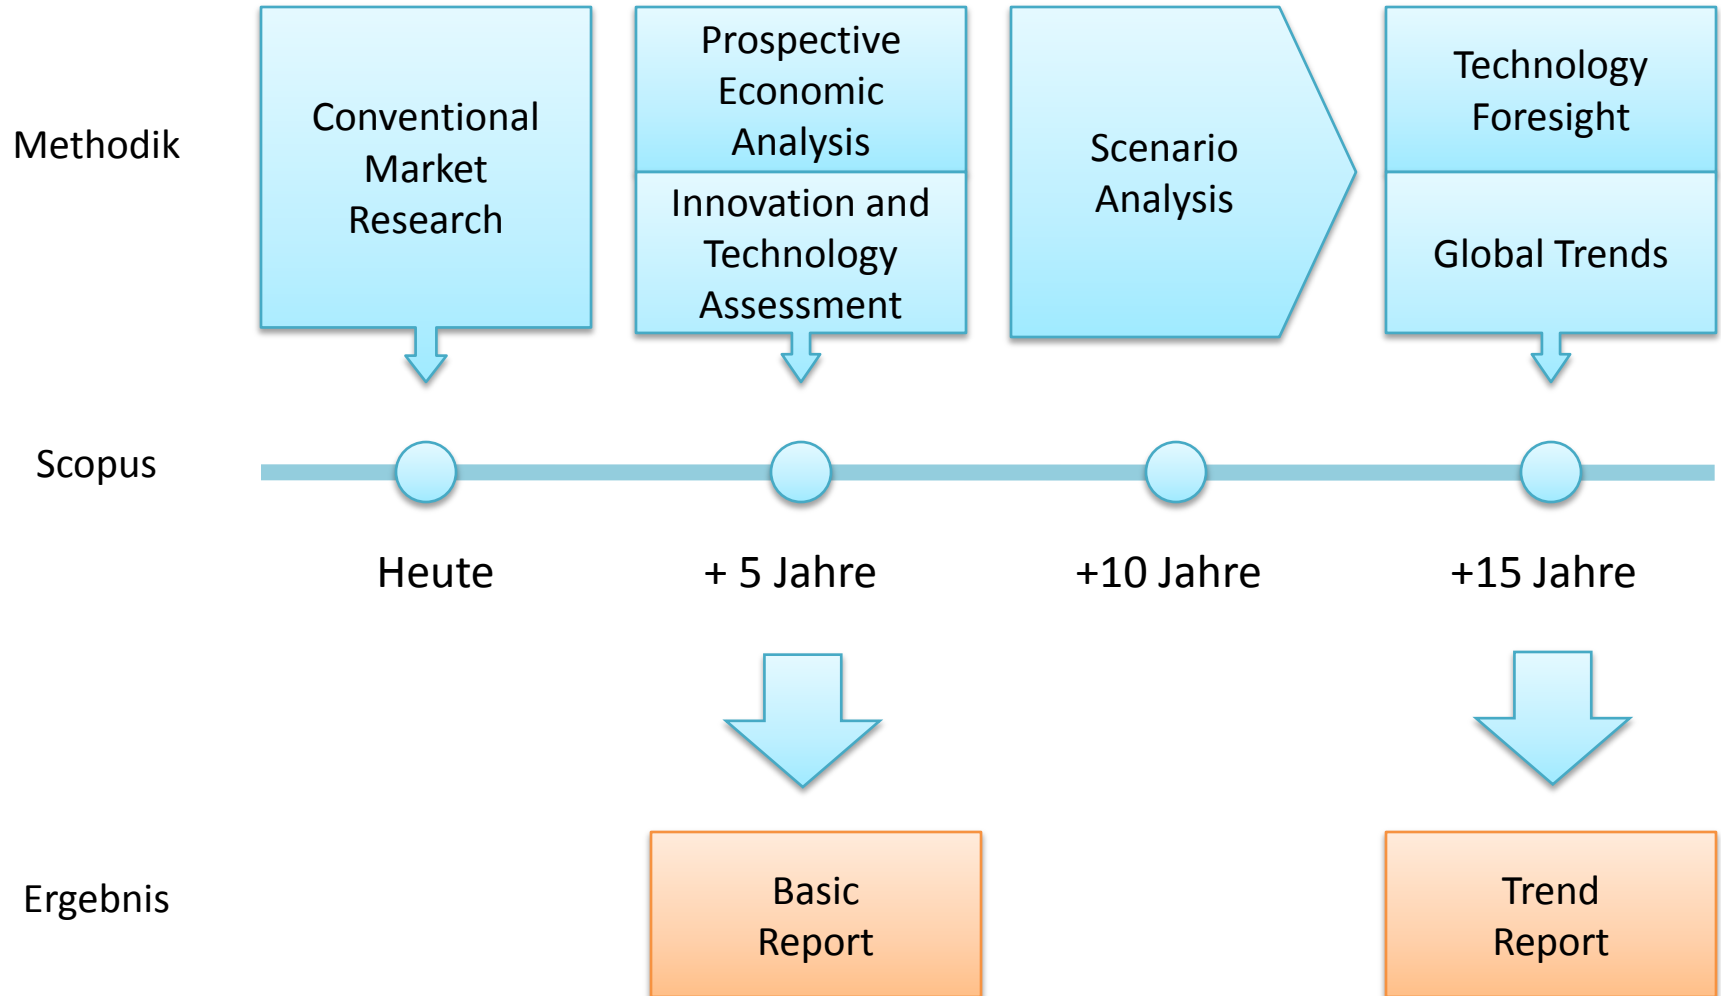 Methodik
Conventional
Market
Research
Prospective
Economic
Analysis
Innovation and
Technology
Assessment
Scenario
Analysis
Technology
Foresight
Global Trends
Scopus
Heute
+ 5 Jahre
+10 Jahre
+15 Jahre
Ergebnis
Basic
Report
Trend
Report